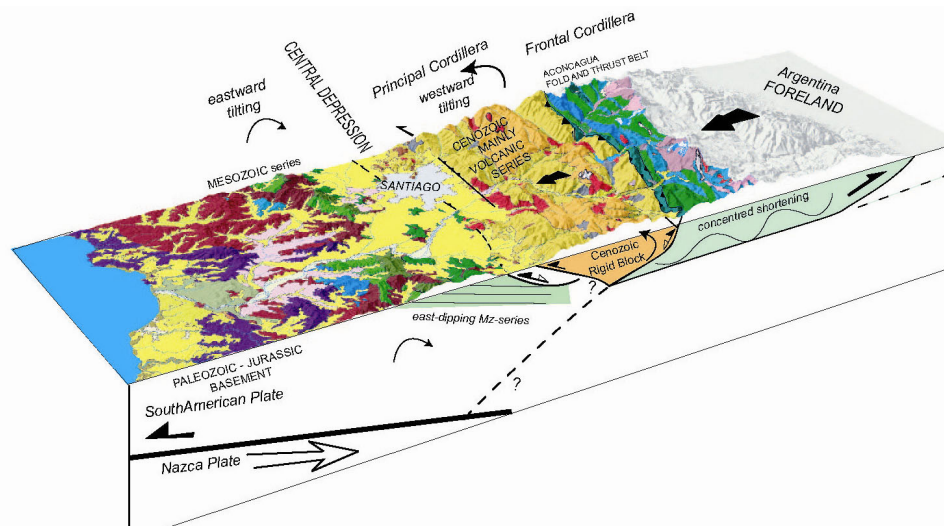 eastward
tilting
CENTRAL DEPRESSION
Principal Cordillera
westward
tilting
Frontal Cordillera
ACONCAGUA
FOLD AND THRUST BELT
Argentina
FORELAND
MESOZOIC series
SANTIAGO
CENOZOIC
MAINLY
VOLCANIC
SERIES
concentred shortening
Cenozoic
Rigid Block
?
east-dipping Mz-series
PALEOZOIC - JURASSIC
BASEMENT
?
SouthAmerican Plate
Nazca Plate